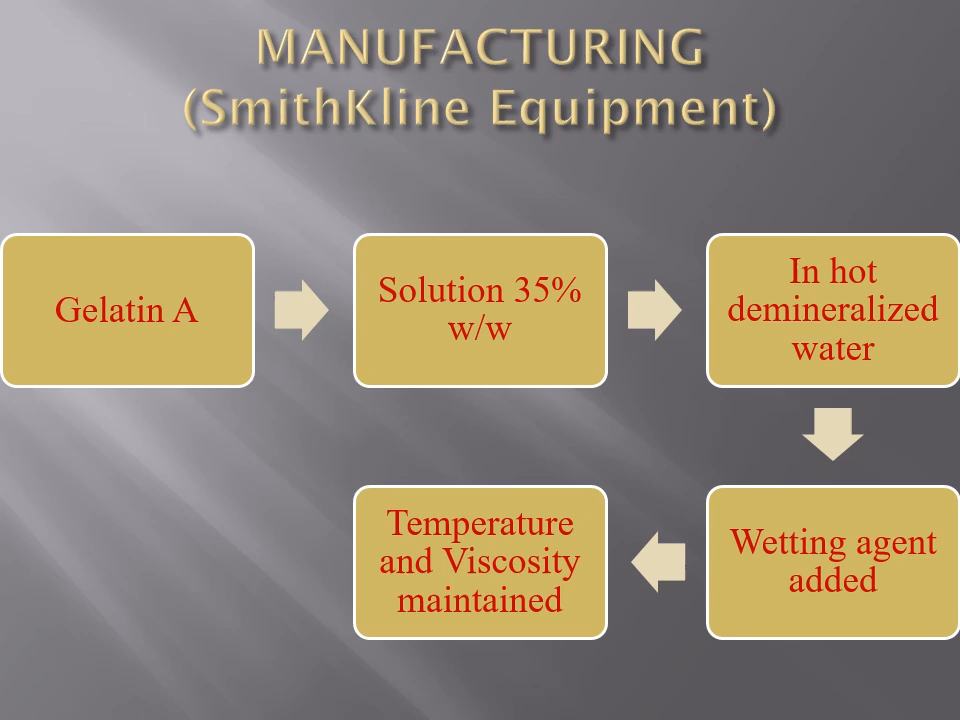 MANUFACTURING
(SmithKline Equipment)
Gelatin A
Solution 35%
w/w
In hot
demineralized
water
Wetting agent
added
Temperature
and Viscosity
maintained